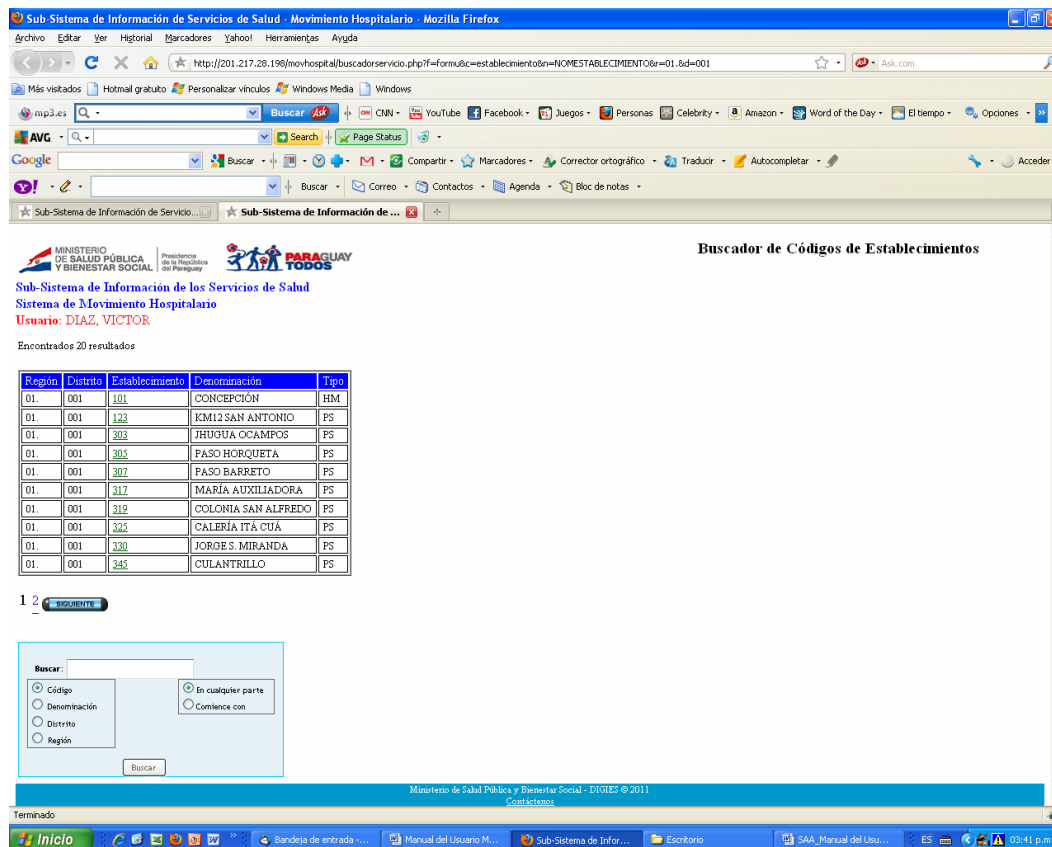 Sub-Sistema de Información de Servicios de Salud - Movimiento Hospitalario - Mozilla Firefox
Archivo Editar Ver Historial Marcadores Yahoo! Herramientas Ayuda
http://201.217.28.198/movhospital/buscadorservicio.php?f=formu&c=establecimiento&n=NOMESTABLECIMIENTO&r=01.&d=001 Ask.com
Más visitados Hotmail gratuito Personalizar vínculos Windows Media Windows
mp3.es Buscar CNN YouTube Facebook Juegos Personas Celebrity Amazon Word of the Day El tiempo Opciones
AVG Search Page Status
Google Buscar Compartir Marcadores Corrector ortográfico Traducir Autocompletar Acceder
Y! Buscar Correo Contactos Agenda Bloc de notas
Sub-Sistema de Información de Servicio... Sub-Sistema de Información de ...
MINISTERIO DE SALUD PÚBLICA Y BIENESTAR SOCIAL Presidencia de la República del Paraguay PARAGUAY TODOS
Buscador de Códigos de Establecimientos
Sub-Sistema de Información de los Servicios de Salud
Sistema de Movimiento Hospitalario
Usuario: DIAZ, VICTOR
Encontrados 20 resultados
Región Distrito Establecimiento Denominación Tipo
01. 001 101 CONCEPCIÓN HM
01. 001 123 KM12 SAN ANTONIO PS
01. 001 303 JHUGUA OCAMPOS PS
01. 001 305 PASO HORQUETA PS
01. 001 307 PASO BARRETO PS
01. 001 317 MARÍA AUXILIADORA PS
01. 001 319 COLONIA SAN ALFREDO PS
01. 001 325 CALERÍA ITÁ CUÁ PS
01. 001 330 JORGE S. MIRANDA PS
01. 001 345 CULANTRILLO PS
1 2 SIGUIENTE
Buscar:
Código En cualquier parte
Denominación Comience con
Distrito
Región
Buscar
Ministerio de Salud Pública y Bienestar Social - DIGIES © 2011
Contáctenos
Terminado
Inicio Bandeja de entrada -... Manual del Usuario M... Sub-Sistema de Infor... Escritorio SAA_Manual del Usu... ES 03:41 p.m